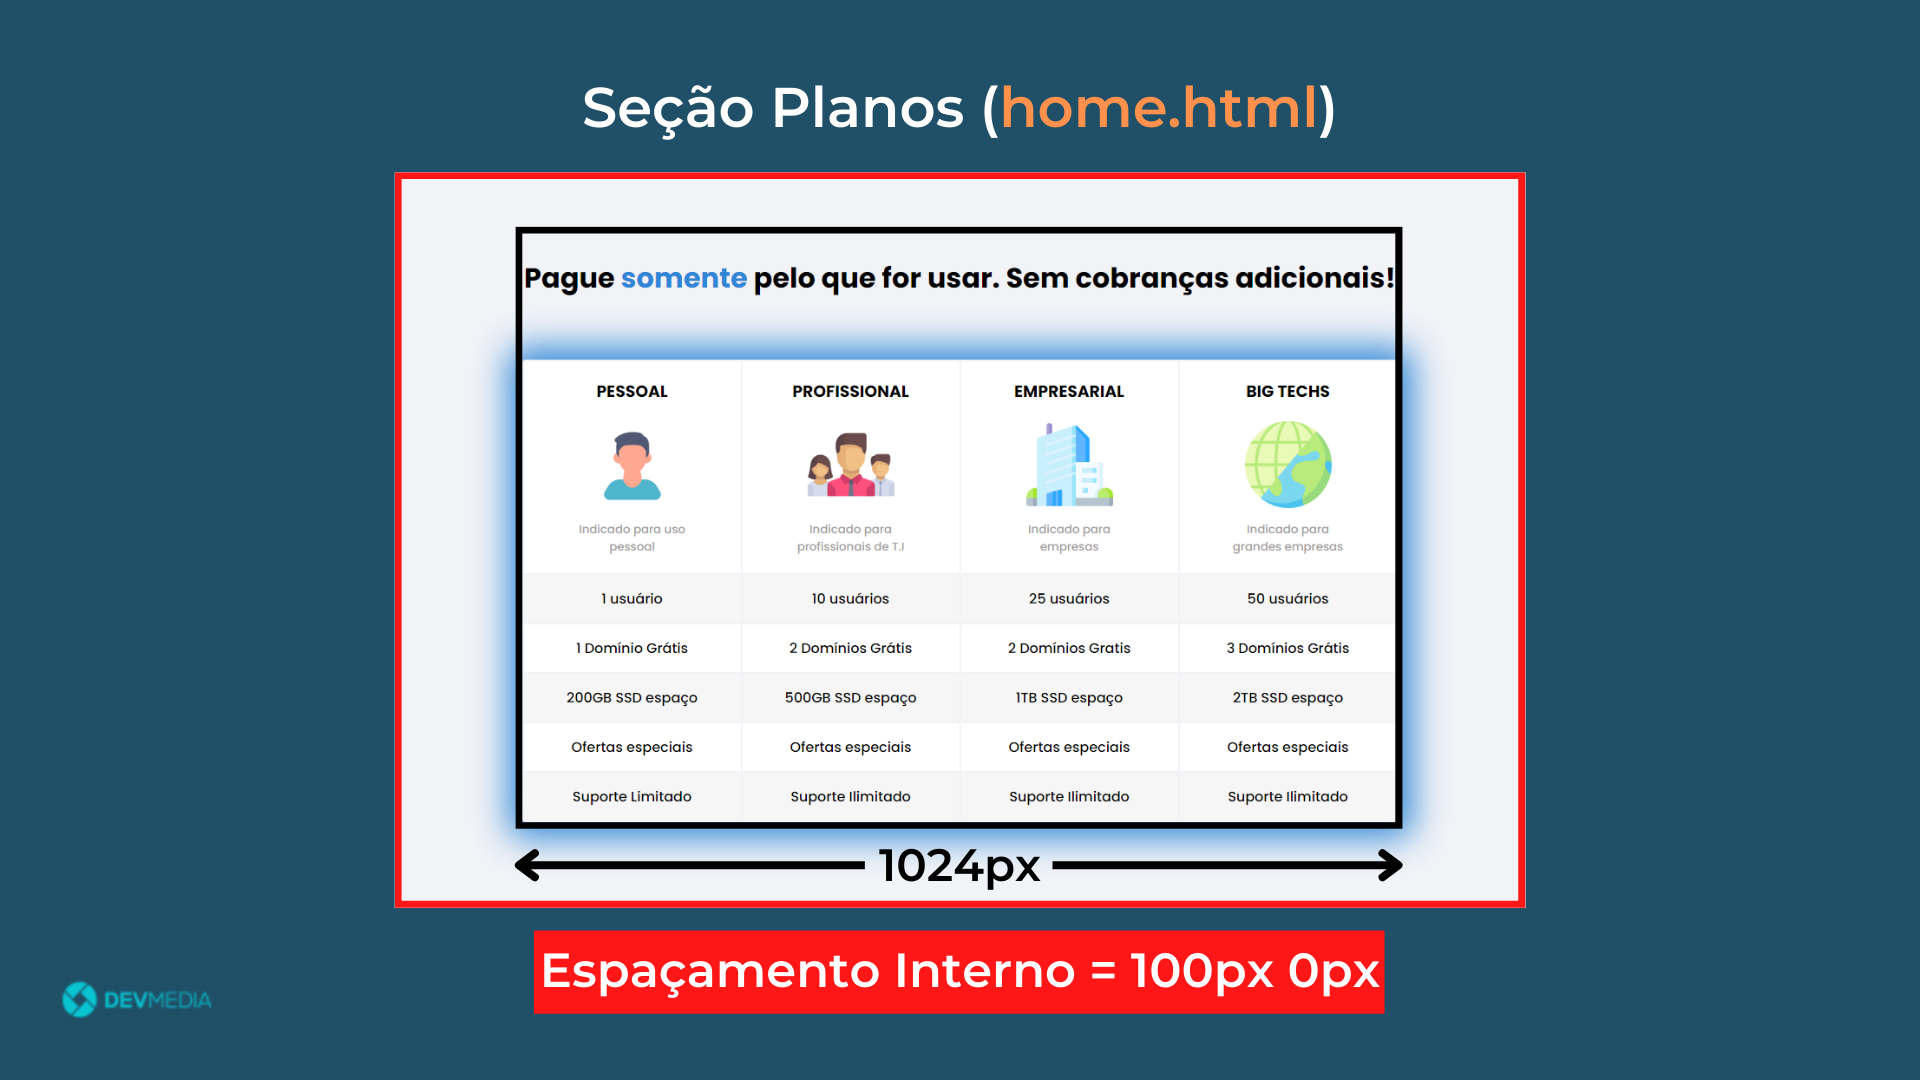 Seção Planos (home.html)
Pague somente pelo que for usar. Sem cobranças adicionais!
PESSOAL PROFISSIONAL EMPRESARIAL BIG TECHS
Indicado para uso Indicado para Indicado para Indicado para
pessoal profissionais de T.I empresas grandes empresas
1 usuário 10 usuários 25 usuários 50 usuários
1 Domínio Grátis 2 Domínios Grátis 2 Domínios Gratis 3 Domínios Grátis
200GB SSD espaço 500GB SSD espaço 1TB SSD espaço 2TB SSD espaço
Ofertas especiais Ofertas especiais Ofertas especiais Ofertas especiais
Suporte Limitado Suporte Ilimitado Suporte Ilimitado Suporte Ilimitado
1024px
Espaçamento Interno = 100px 0px
DEVMEDIA